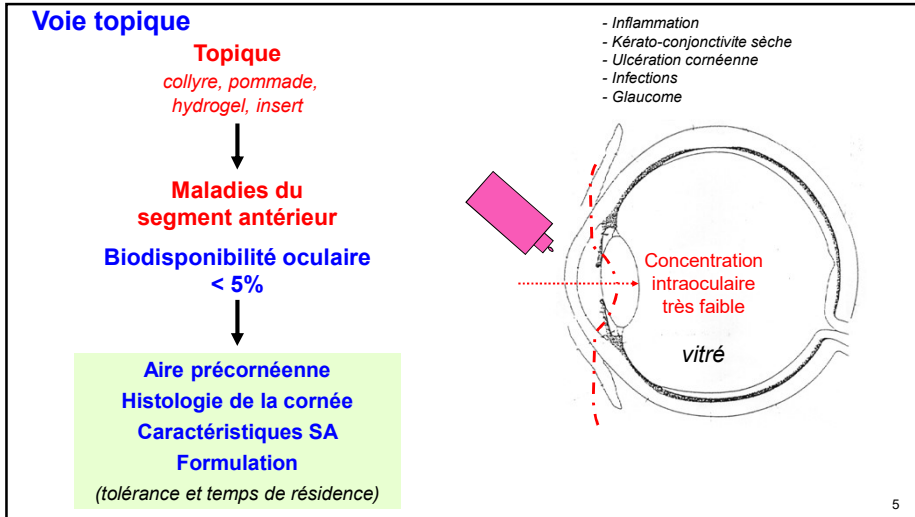 Voie topique
Topique
collyre, pommade,
hydrogel, insert
Maladies du
segment antérieur
Biodisponibilité oculaire
< 5%
Aire précornéenne
Histologie de la cornée
Caractéristiques SA
Formulation
(tolérance et temps de résidence)
- Inflammation
- Kérato-conjonctivite sèche
- Ulcération cornéenne
- Infections
- Glaucome
Concentration
intraoculaire
très faible
vitré
5